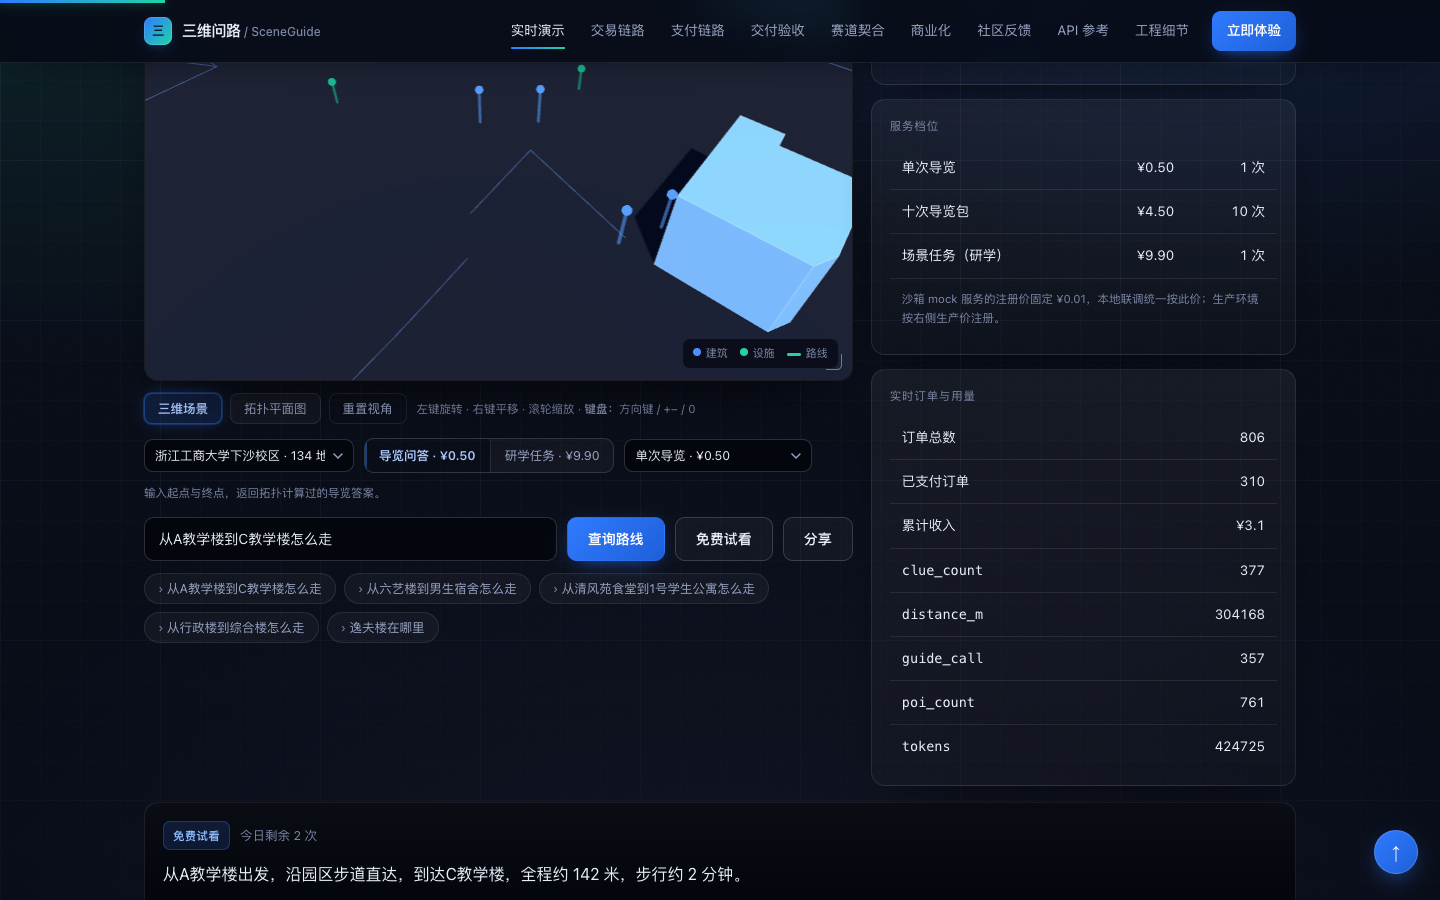 三 三维问路 / SceneGuide 实时演示 交易链路 支付链路 交付验收 赛道契合 商业化 社区反馈 API 参考 工程细节 立即体验
建筑 设施 路线
三维场景 拓扑平面图 重置视角 左键旋转 · 右键平移 · 滚轮缩放 · 键盘：方向键 / +− / 0
浙江工商大学下沙校区 · 134 地 导览问答 · ¥0.50 研学任务 · ¥9.90 单次导览 · ¥0.50
输入起点与终点，返回拓扑计算过的导览答案。
从A教学楼到C教学楼怎么走 查询路线 免费试看 分享
› 从A教学楼到C教学楼怎么走 › 从六艺楼到男生宿舍怎么走 › 从清风苑食堂到1号学生公寓怎么走
› 从行政楼到综合楼怎么走 › 逸夫楼在哪里
服务档位
单次导览 ¥0.50 1 次
十次导览包 ¥4.50 10 次
场景任务（研学） ¥9.90 1 次
沙箱 mock 服务的注册价固定 ¥0.01，本地联调统一按此价；生产环境
按右侧生产价注册。
实时订单与用量
订单总数 806
已支付订单 310
累计收入 ¥3.1
clue_count 377
distance_m 304168
guide_call 357
poi_count 761
tokens 424725
免费试看 今日剩余 2 次
从A教学楼出发，沿园区步道直达，到达C教学楼，全程约 142 米，步行约 2 分钟。
↑